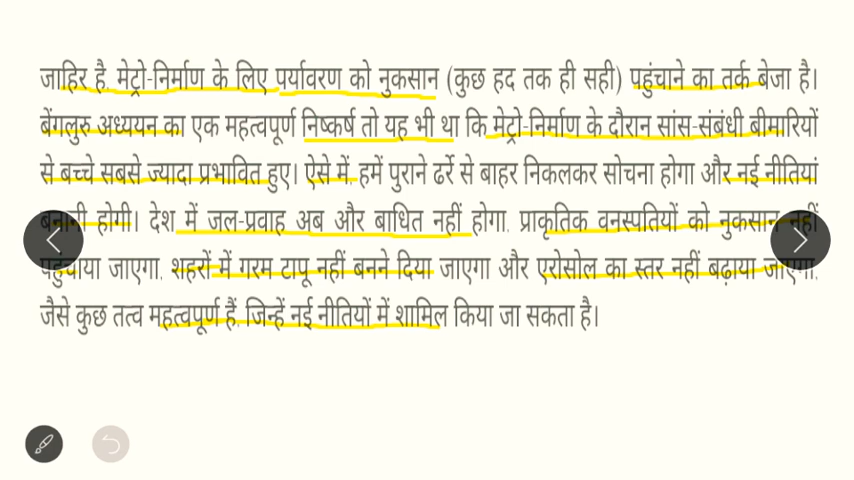 जाहिर है, मेट्रो-निर्माण के लिए पर्यावरण को नुकसान (कुछ हद तक ही सही) पहुंचाने का तर्क बेजा है।
बेंगलुरु अध्ययन का एक महत्वपूर्ण निष्कर्ष तो यह भी था कि मेट्रो-निर्माण के दौरान सांस-संबंधी बीमारियों
से बच्चे सबसे ज्यादा प्रभावित हुए। ऐसे में, हमें पुराने ढर्रे से बाहर निकलकर सोचना होगा और नई नीतियां
बनानी होगी। देश में जल-प्रवाह अब और बाधित नहीं होगा, प्राकृतिक वनस्पतियों को नुकसान नहीं
पहुंचाया जाएगा, शहरों में गरम टापू नहीं बनने दिया जाएगा और एरोसोल का स्तर नहीं बढ़ाया जाएगा,
जैसे कुछ तत्व महत्वपूर्ण हैं, जिन्हें नई नीतियों में शामिल किया जा सकता है।